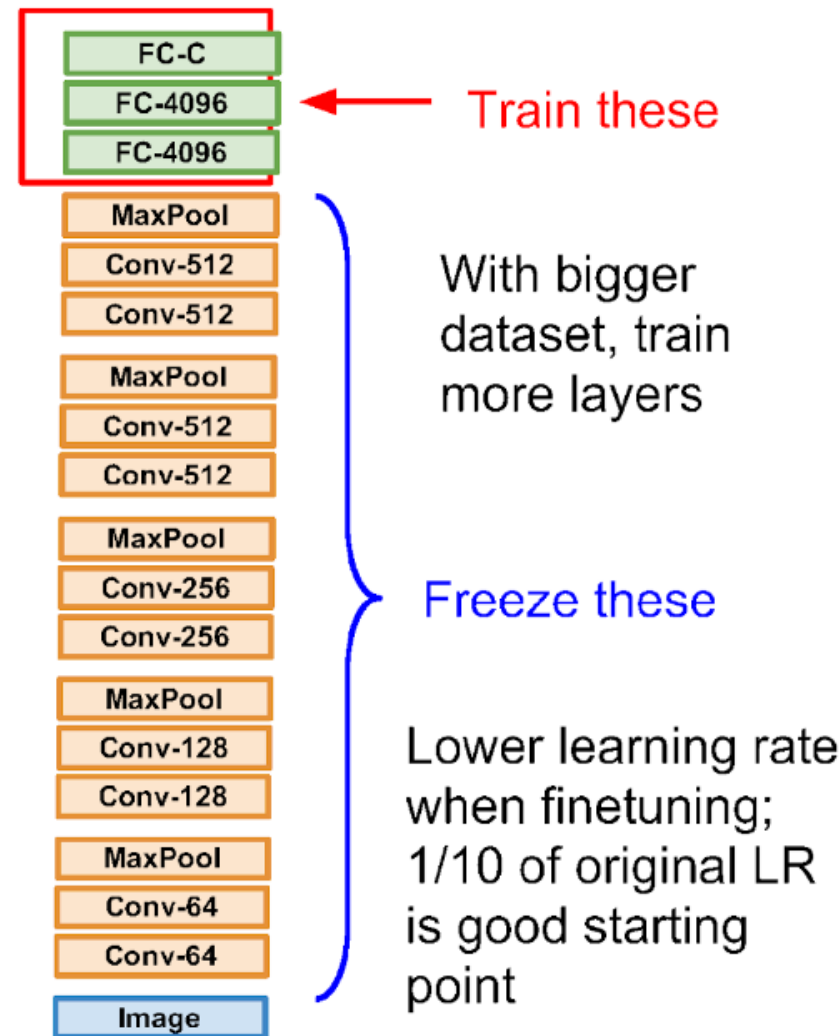 FC-C
FC-4096
FC-4096
Train these
MaxPool
Conv-512
Conv-512
MaxPool
Conv-512
Conv-512
MaxPool
Conv-256
Conv-256
MaxPool
Conv-128
Conv-128
MaxPool
Conv-64
Conv-64
Image
With bigger
dataset, train
more layers
Freeze these
Lower learning rate
when finetuning;
1/10 of original LR
is good starting
point